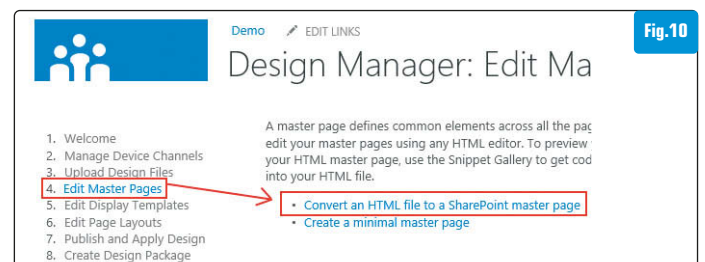 Demo EDIT LINKS
Fig.10
Design Manager: Edit Ma
1. Welcome
2. Manage Device Channels
3. Upload Design Files
4. Edit Master Pages
5. Edit Display Templates
6. Edit Page Layouts
7. Publish and Apply Design
8. Create Design Package
A master page defines common elements across all the pag
edit your master pages using any HTML editor. To preview
your HTML master page, use the Snippet Gallery to get cod
into your HTML file.
• Convert an HTML file to a SharePoint master page
• Create a minimal master page